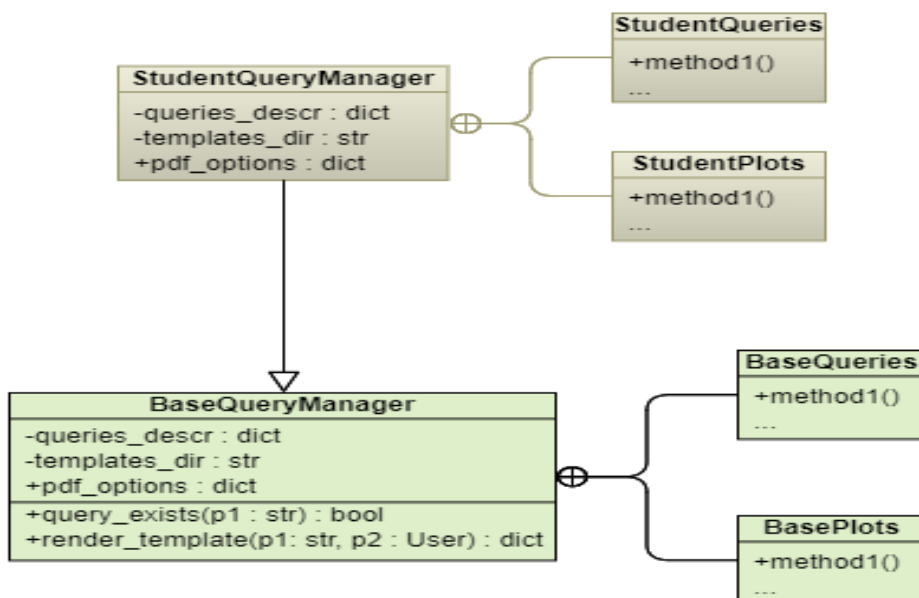 StudentQueries
+method1()
...
StudentQueryManager
-queries_descr : dict
-templates_dir : str
+pdf_options : dict
StudentPlots
+method1()
...
BaseQueryManager
-queries_descr : dict
-templates_dir : str
+pdf_options : dict
+query_exists(p1 : str) : bool
+render_template(p1: str, p2 : User) : dict
BaseQueries
+method1()
...
BasePlots
+method1()
...